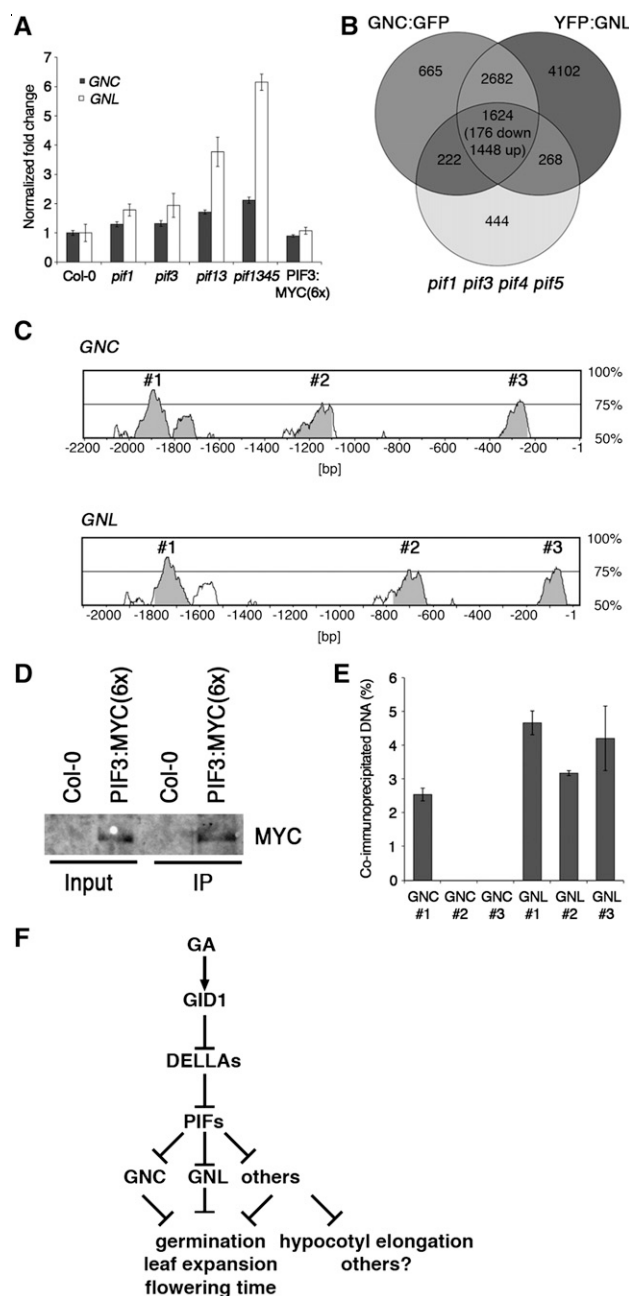 A
Normalized fold change
7
6
5
4
3
2
1
0
GNC
GNL
Col-0 pif1 pif3 pif13 pif1345 PIF3:
MYC(6x)
B
GNC:GFP YFP:GNL
665 2682 4102
1624
(176 down
1448 up)
222 268
444
pif1 pif3 pif4 pif5
C
GNC
#1 #2 #3
100%
75%
50%
-2200 -2000 -1800 -1600 -1400 -1200 -1000 -800 -600 -400 -200 -1
[bp]
GNL
#1 #2 #3
100%
75%
50%
-2000 -1800 -1600 -1400 -1200 -1000 -800 -600 -400 -200 -1
[bp]
D
Col-0
PIF3:MYC(6x)
Col-0
PIF3:MYC(6x)
MYC
Input IP
E
Co-immunoprecipitated DNA (%)
6
5
4
3
2
1
0
GNC GNC GNC GNL GNL GNL
#1 #2 #3 #1 #2 #3
F
GA
GID1
DELLAs
PIFs
GNC GNL others
germination hypocotyl elongation
leaf expansion others?
flowering time